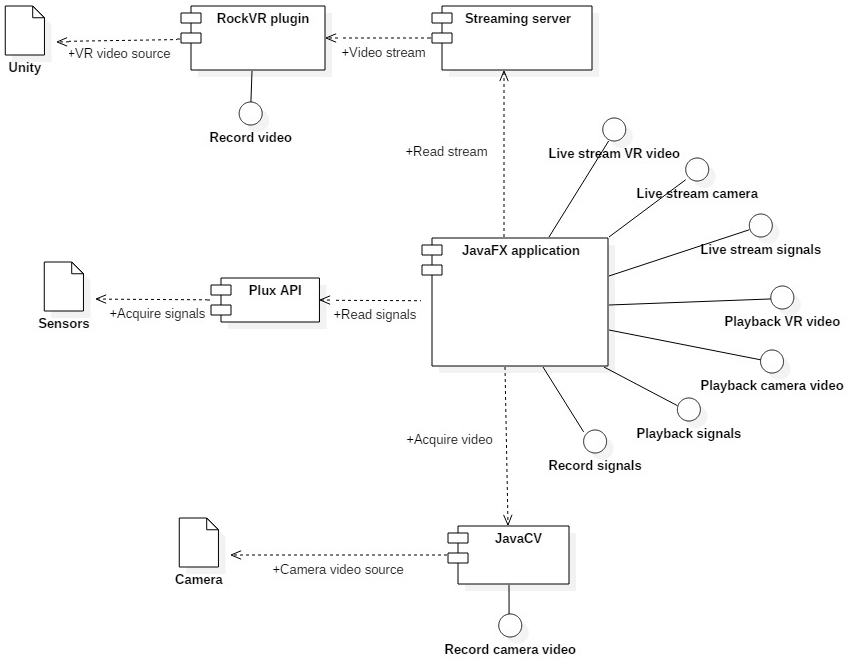 RockVR plugin
Streaming server
+VR video source
+Video stream
Unity
Record video
+Read stream
Live stream VR video
Live stream camera
JavaFX application
Live stream signals
Plux API
+Acquire signals
+Read signals
Sensors
Playback VR video
Playback camera video
Playback signals
+Acquire video
Record signals
JavaCV
+Camera video source
Camera
Record camera video